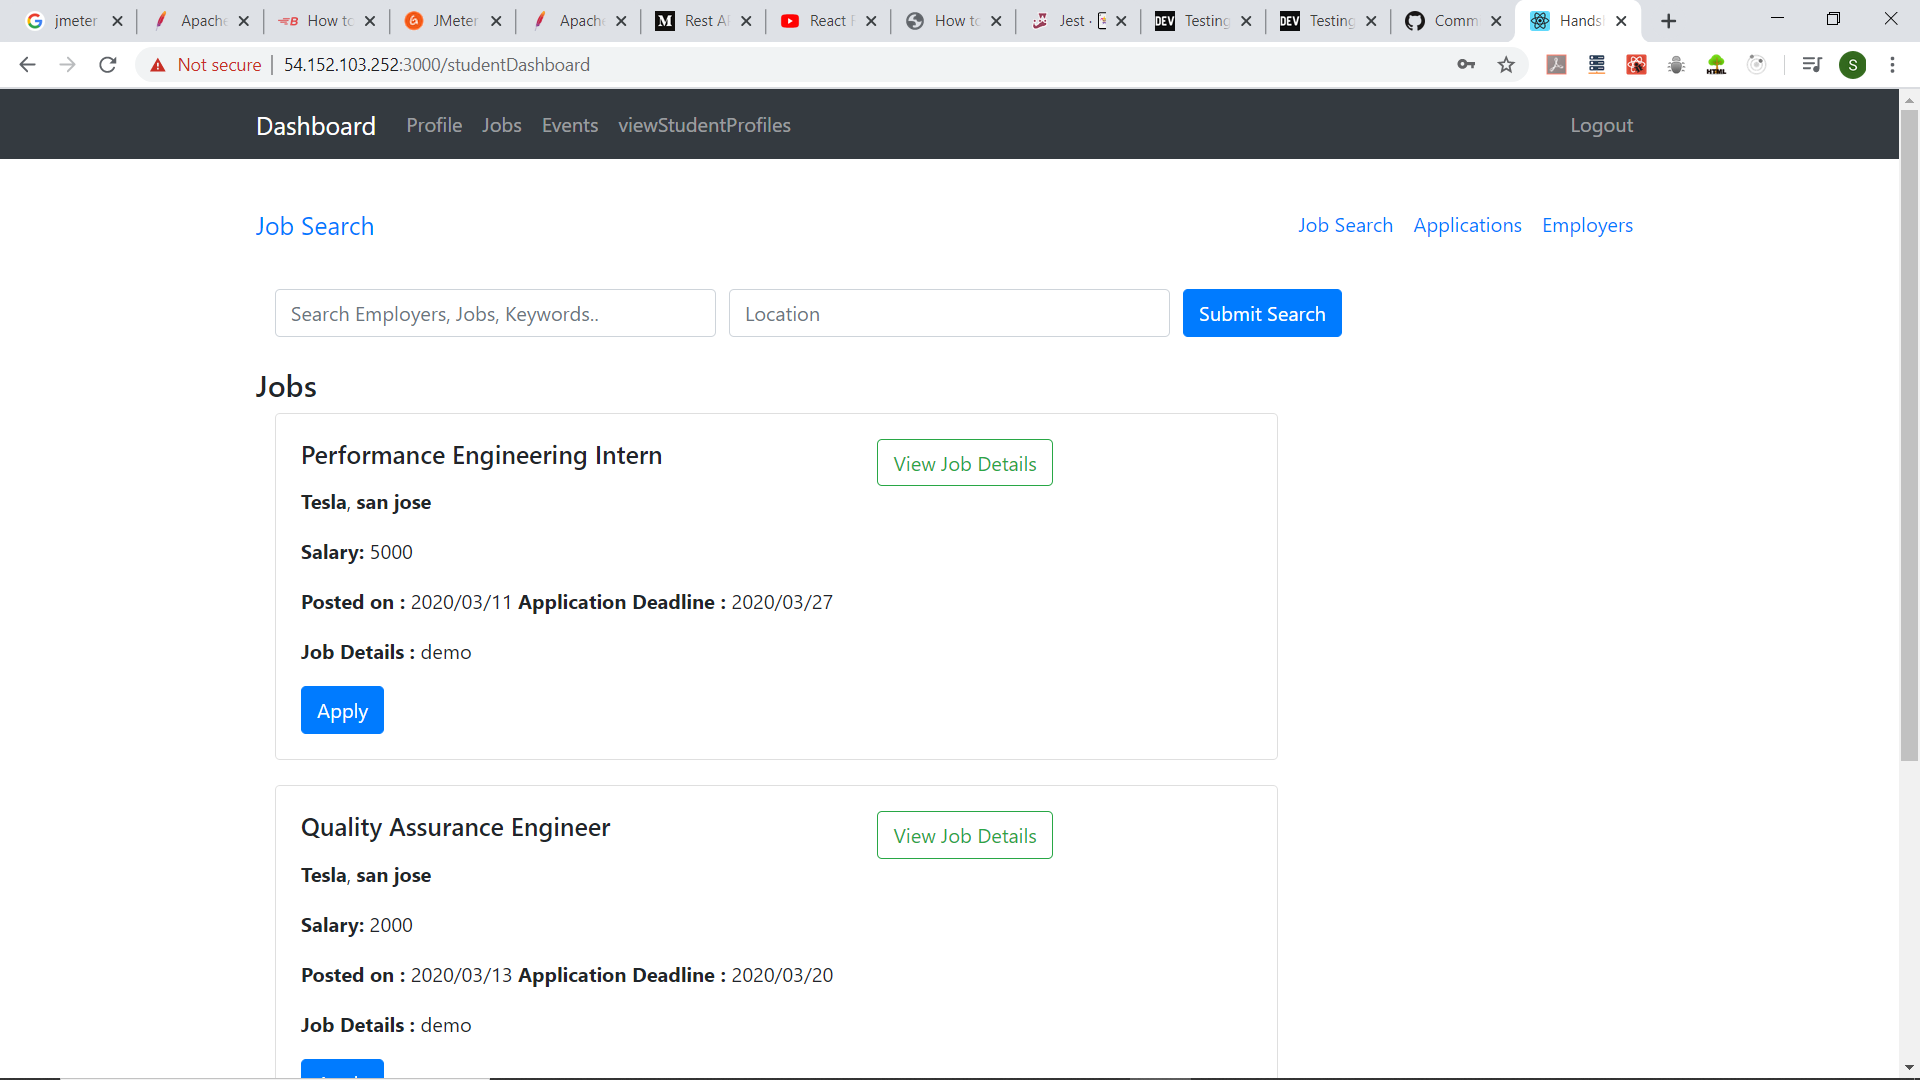 jmeter Apache How to JMeter Apache Rest A React How to Jest · Testing Testing Comm Hands
Not secure 54.152.103.252:3000/studentDashboard S
Dashboard Profile Jobs Events viewStudentProfiles Logout
Job Search Job Search Applications Employers
Search Employers, Jobs, Keywords.. Location Submit Search
Jobs
Performance Engineering Intern View Job Details
Tesla, san jose
Salary: 5000
Posted on : 2020/03/11 Application Deadline : 2020/03/27
Job Details : demo
Apply
Quality Assurance Engineer View Job Details
Tesla, san jose
Salary: 2000
Posted on : 2020/03/13 Application Deadline : 2020/03/20
Job Details : demo